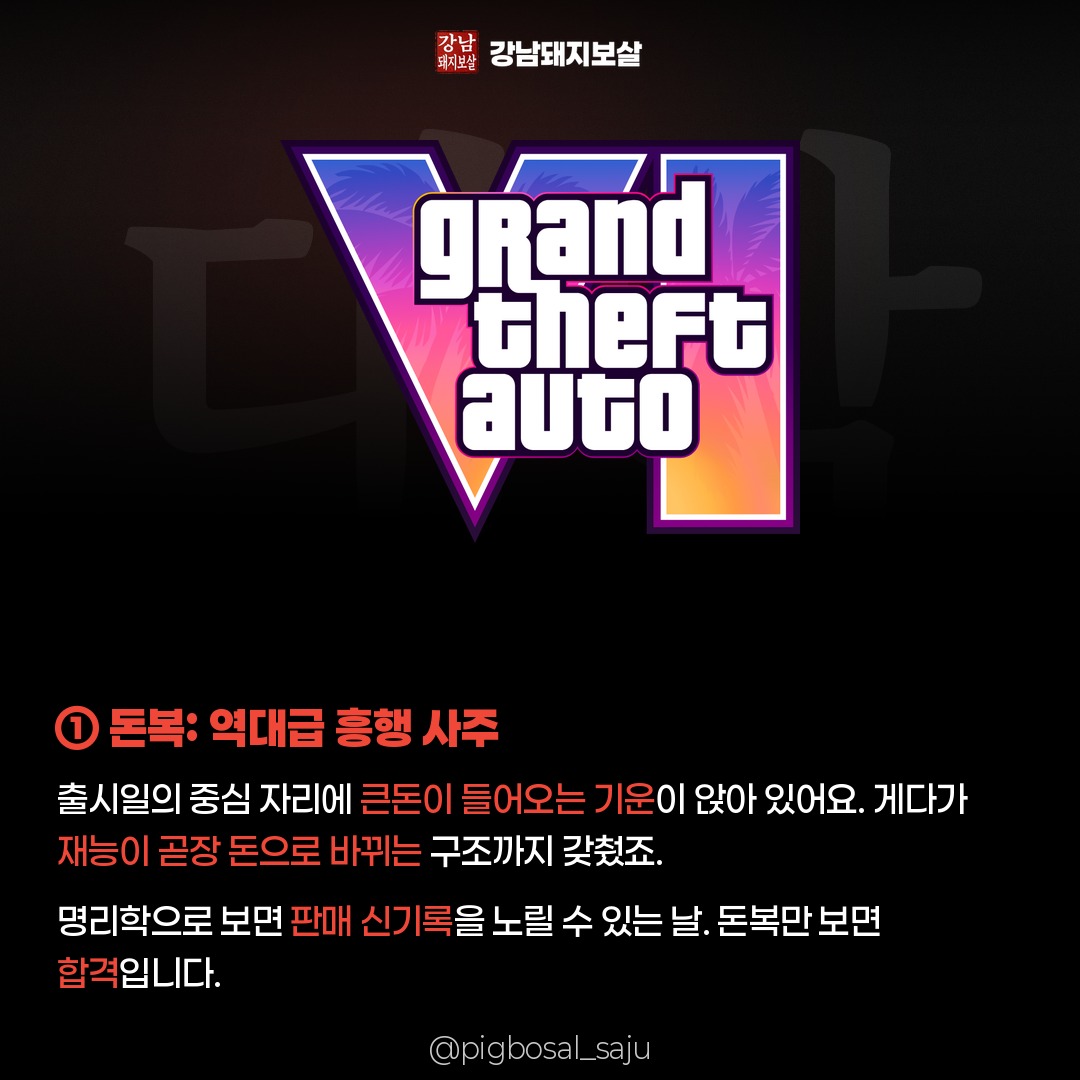 강남
돼지보살
강남돼지보살
VI
grand
theft
auto
① 돈복: 역대급 흥행 사주
출시일의 중심 자리에 큰돈이 들어오는 기운이 앉아 있어요. 게다가
재능이 곧장 돈으로 바뀌는 구조까지 갖췄죠.
명리학으로 보면 판매 신기록을 노릴 수 있는 날. 돈복만 보면
합격입니다.
@pigbosal_saju